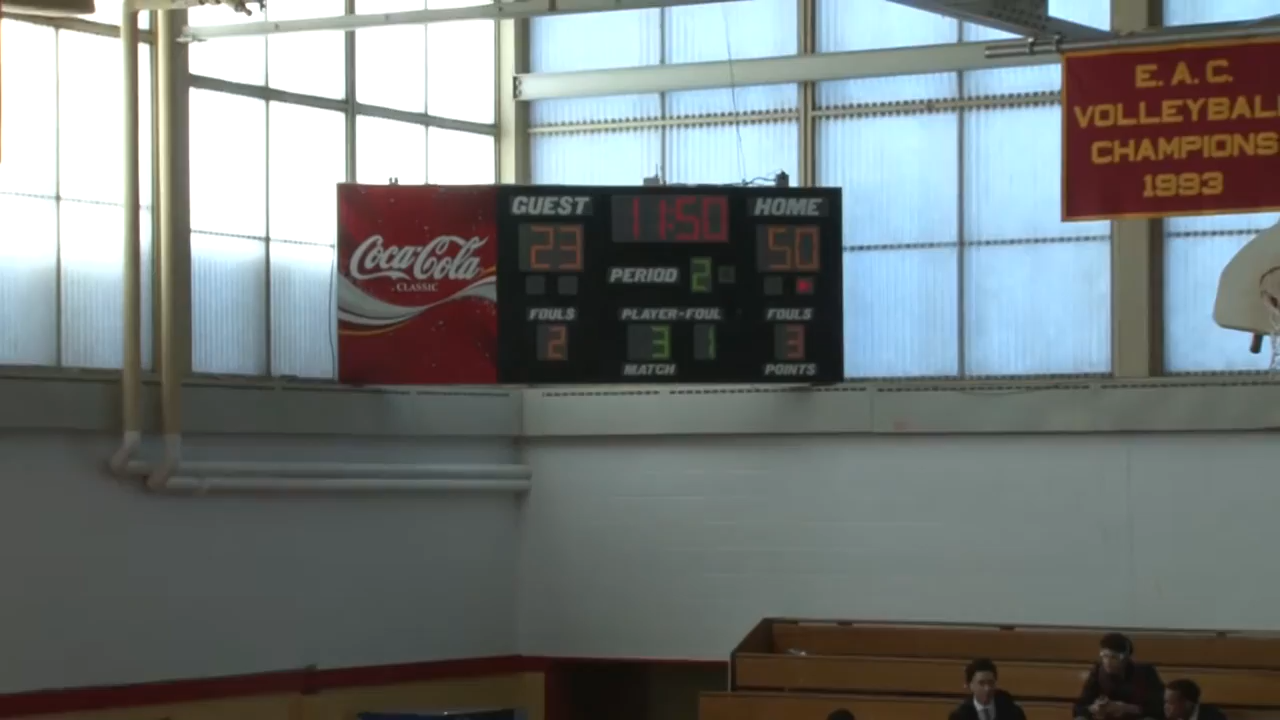 E. A. C.
VOLLEYBALL
CHAMPIONS
1993
GUEST 11:50 HOME
23 50
PERIOD 2
Coca-Cola
CLASSIC
FOULS PLAYER-FOUL FOULS
2 3 1 3
MATCH POINTS